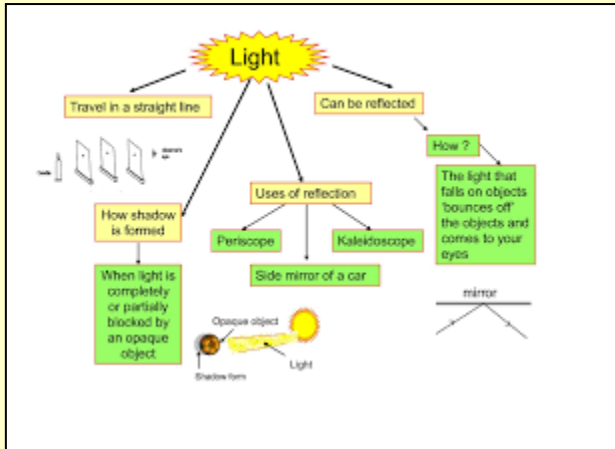 Light
Travel in a straight line
Can be reflected
How ?
The light that
falls on objects
'bounces off'
the objects and
comes to your
eyes
Uses of reflection
How shadow
is formed
Periscope
Kaleidoscope
Side mirror of a car
When light is
completely
or partially
blocked by
an opaque
object
mirror
Opaque object
Light
Shadow form